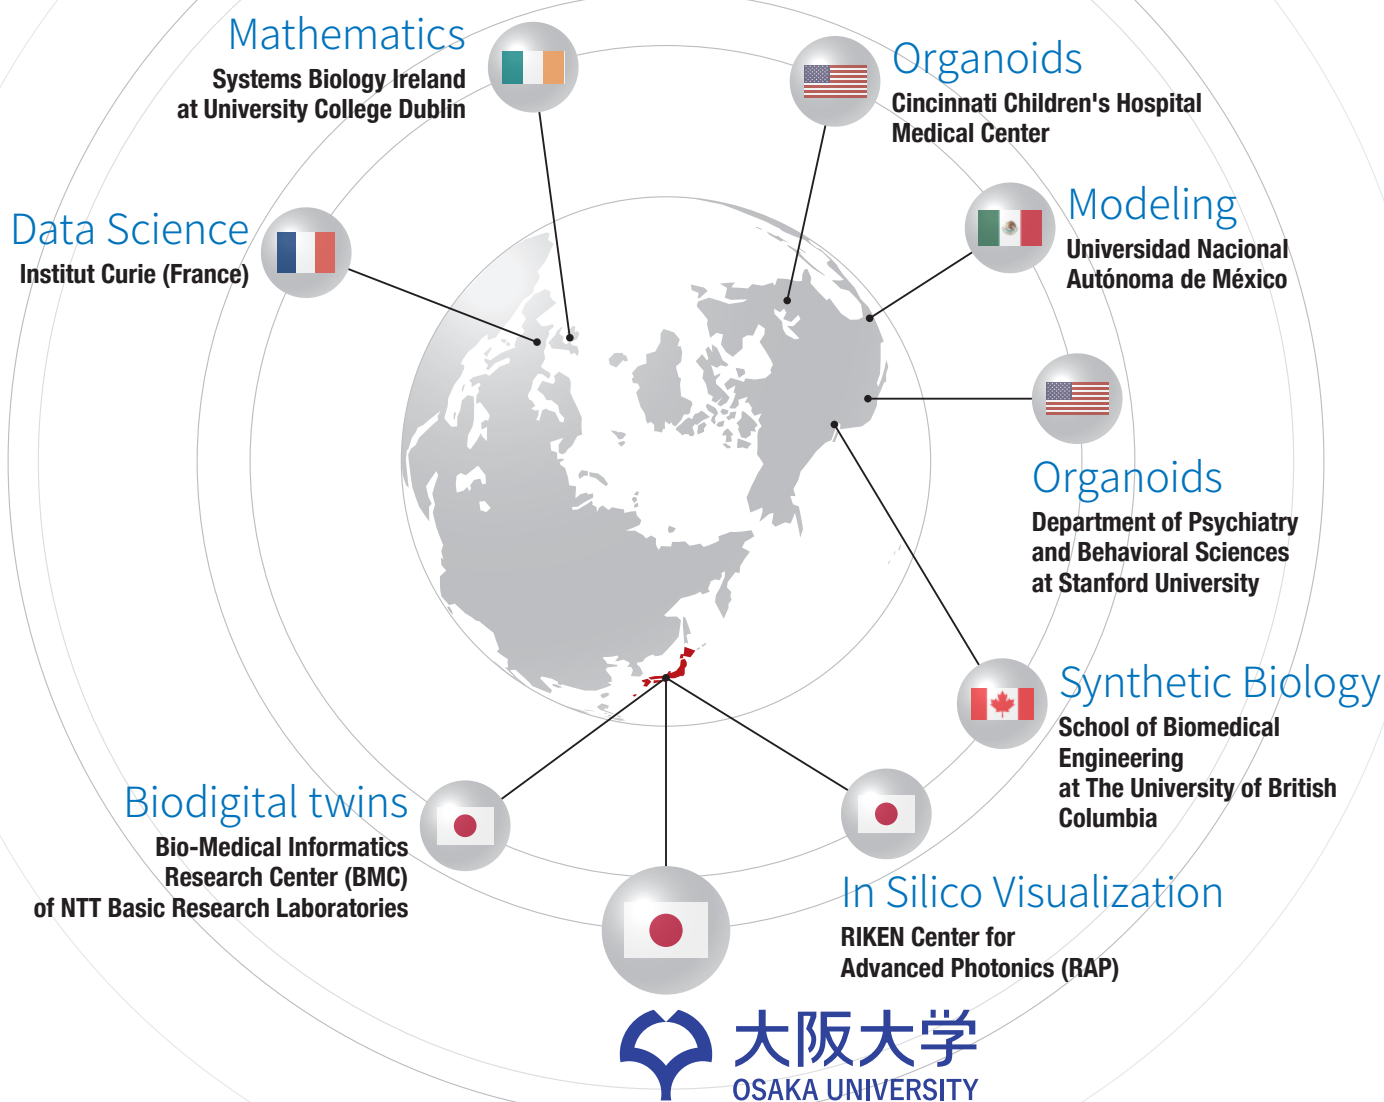 Mathematics
Systems Biology Ireland
at University College Dublin
Organoids
Cincinnati Children's Hospital
Medical Center
Data Science
Institut Curie (France)
Modeling
Universidad Nacional
Autónoma de México
Organoids
Department of Psychiatry
and Behavioral Sciences
at Stanford University
Synthetic Biology
School of Biomedical
Engineering
at The University of British
Columbia
Biodigital twins
Bio-Medical Informatics
Research Center (BMC)
of NTT Basic Research Laboratories
In Silico Visualization
RIKEN Center for
Advanced Photonics (RAP)
大阪大学
OSAKA UNIVERSITY